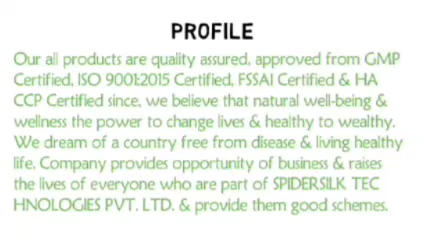 PROFILE
Our all products are quality assured, approved from GMP
Certified, ISO 9001:2015 Certified, FSSAI Certified & HA
CCP Certified since, we believe that natural well-being &
wellness the power to change lives & healthy to wealthy.
We dream of a country free from disease & living healthy
life. Company provides opportunity of business & raises
the lives of everyone who are part of SPIDERSILK TEC
HNOLOGIES PVT. LTD. & provide them good schemes.